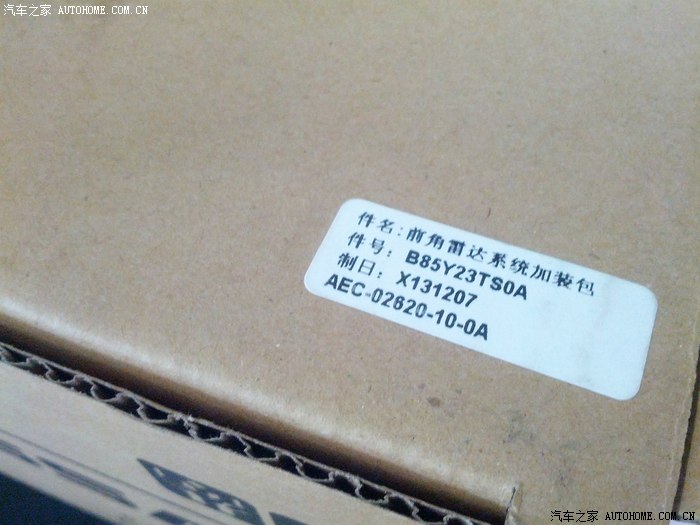 汽车之家 AUTOHOME.COM.CN
件名:前角雷达系统加装包
件号: B85Y23TS0A
制日: X131207
AEC-02620-10-0A
汽车之家 AUTOHOME.COM.CN